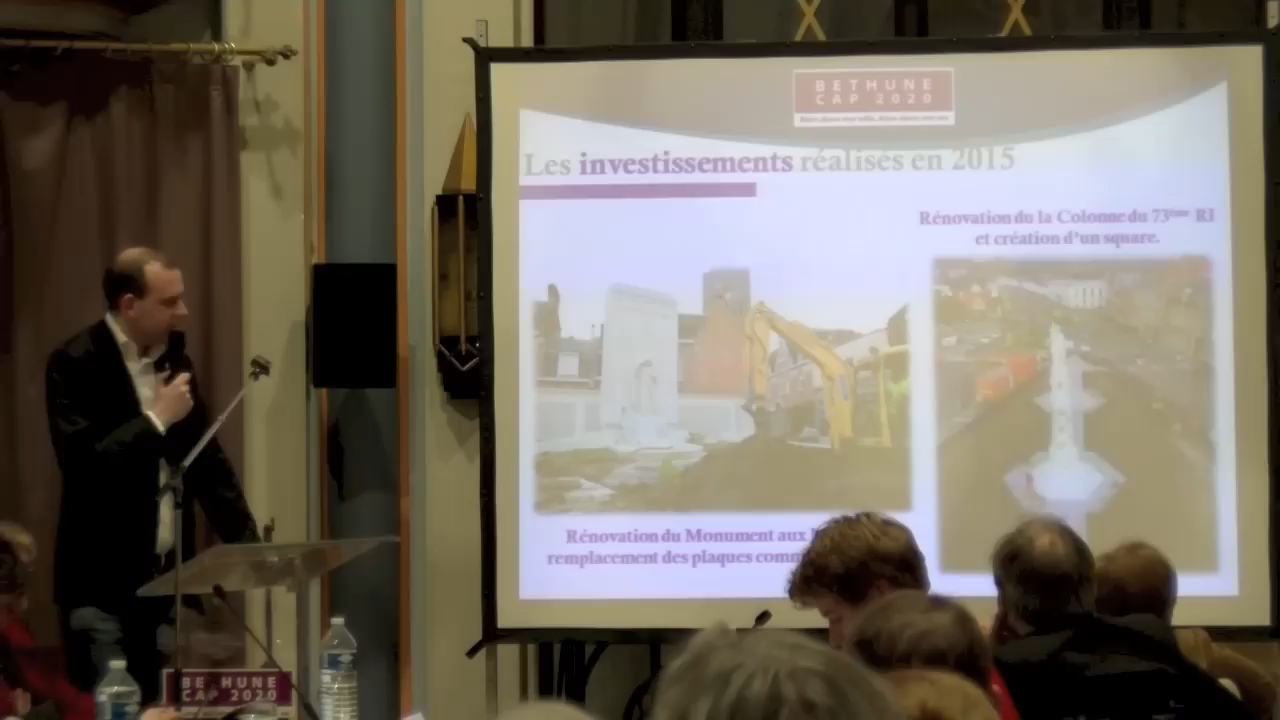 BETHUNE
CAP 2020
Les investissements réalisés en 2015
Rénovation du la Colonne du 73ème RI
et création d'un square.
Rénovation du Monument aux
remplacement des plaques comm
BETHUNE
CAP 2020